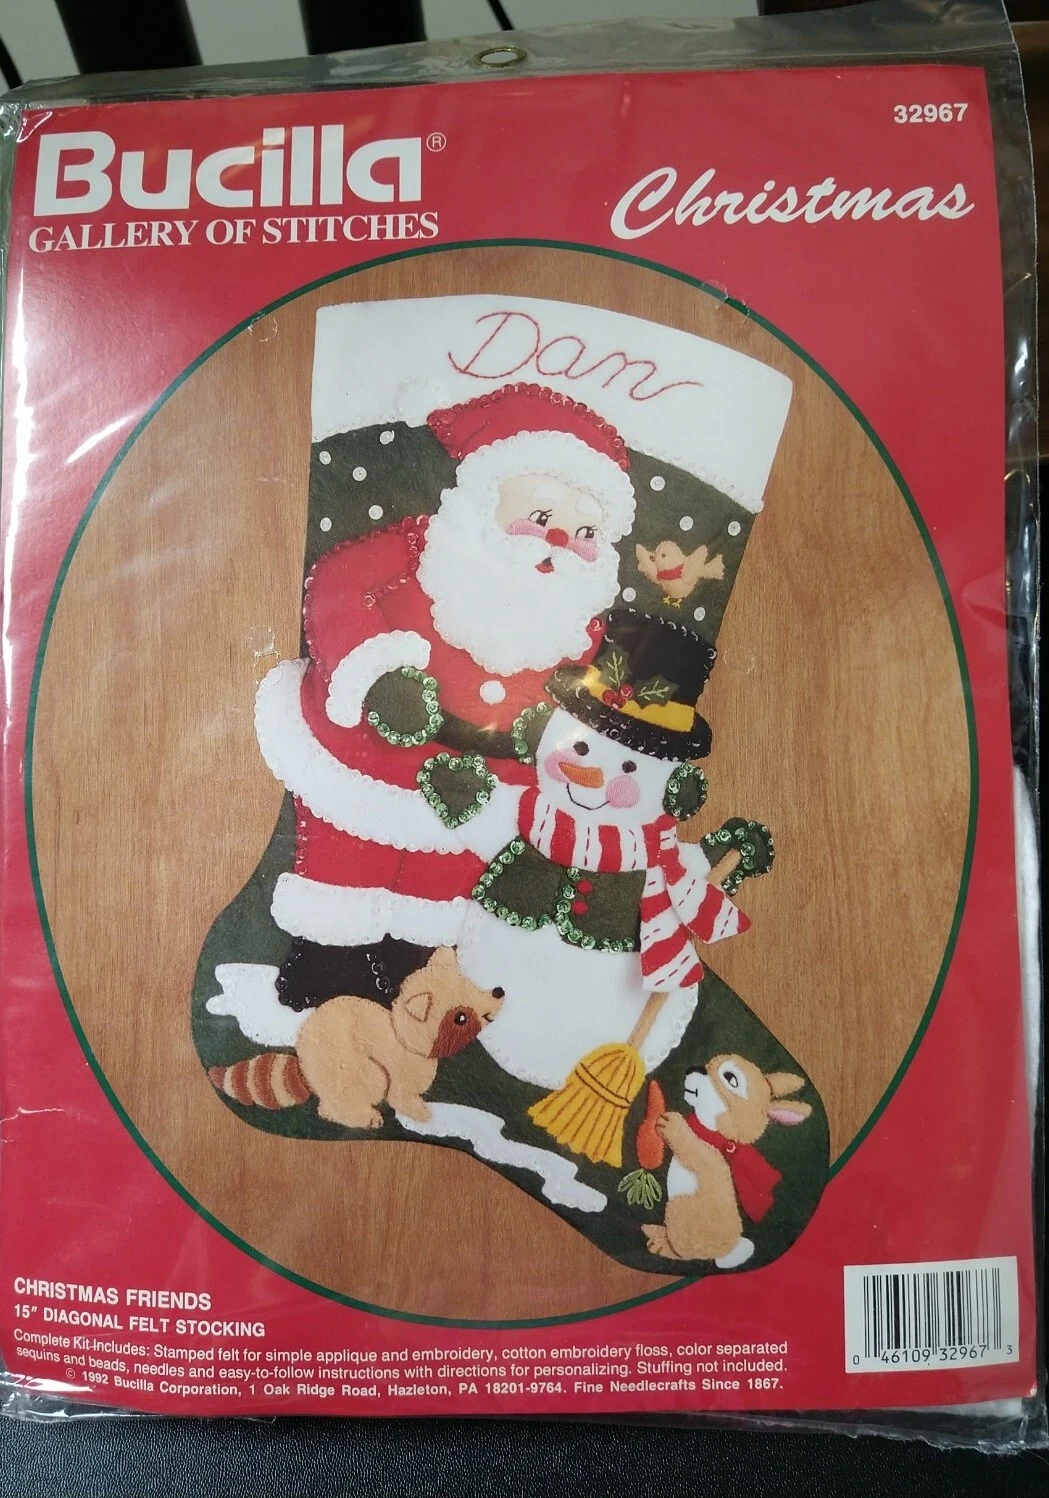 32967
Bucilla®
GALLERY OF STITCHES
Christmas
Dan
CHRISTMAS FRIENDS
15" DIAGONAL FELT STOCKING
Complete Kit Includes: Stamped felt for simple applique and embroidery, cotton embroidery floss, color separated
sequins and beads, needles and easy-to-follow instructions with directions for personalizing. Stuffing not included.
© 1992 Bucilla Corporation, 1 Oak Ridge Road, Hazleton, PA 18201-9764. Fine Needlecrafts Since 1867.
0 46109 32967 3